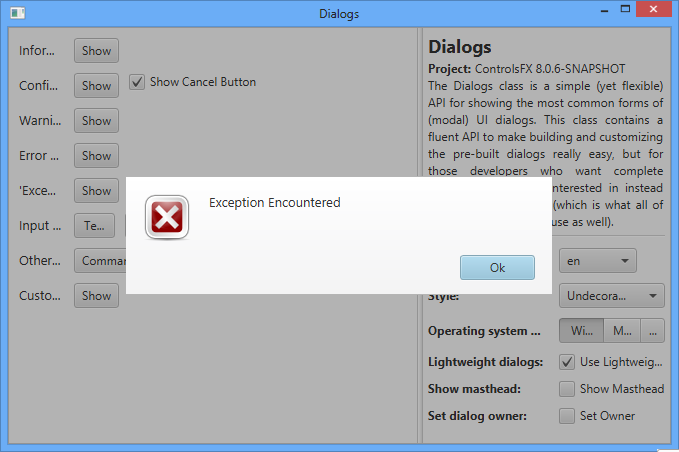 Dialogs
Infor... Show
Confi... Show Show Cancel Button
Warni... Show
Error ... Show
'Exce... Show
Input ... Te...
Other... Comman
Custo... Show
Dialogs
Project: ControlsFX 8.0.6-SNAPSHOT
The Dialogs class is a simple (yet flexible)
API for showing the most common forms of
(modal) UI dialogs. This class contains a
fluent API to make building and customizing
the pre-built dialogs really easy, but for
those developers who want complete
interested in instead
(which is what all of
use as well).
en
Style: Undecora...
Operating system ... Wi... M... ...
Lightweight dialogs: Use Lightweig...
Show masthead: Show Masthead
Set dialog owner: Set Owner
Exception Encountered
Ok